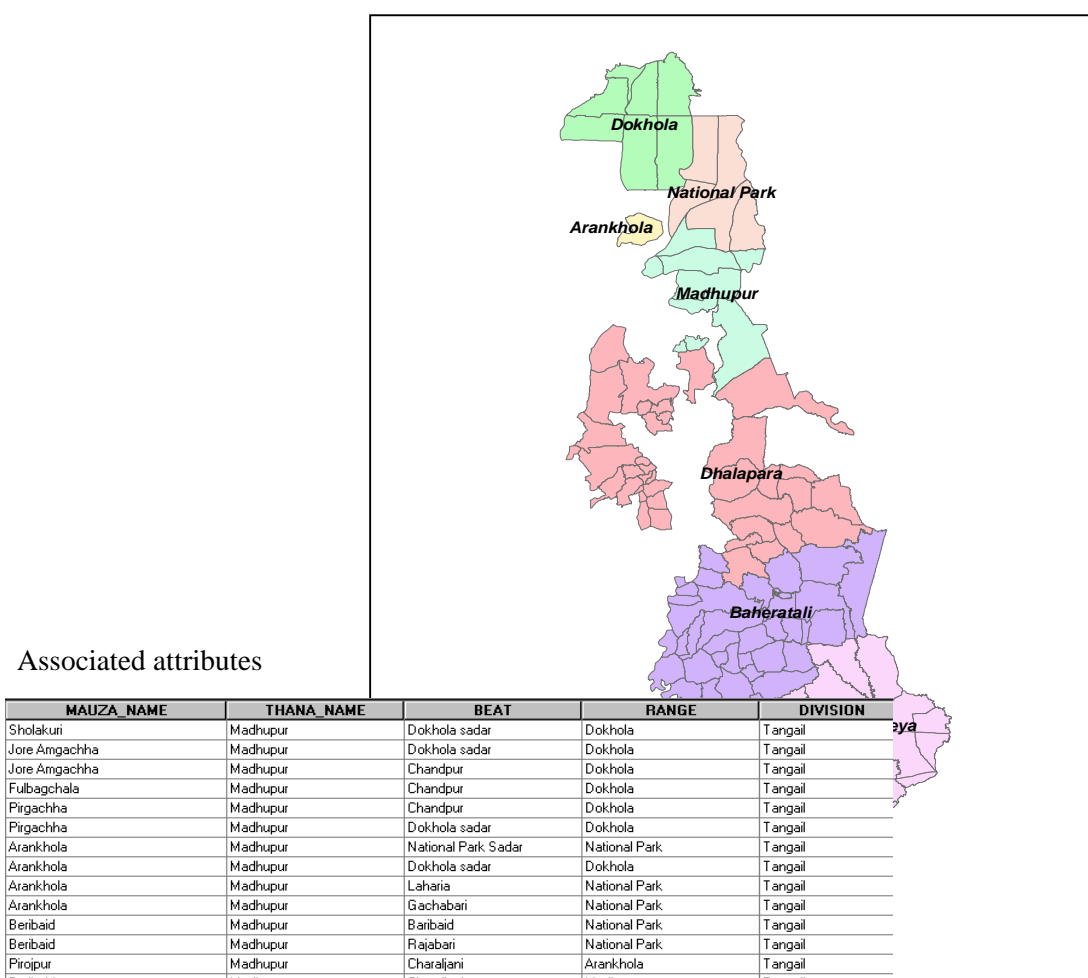 Dokhola
National Park
Arankhola
Madhupur
Dhalapara
Baheratali
eya
Associated attributes
MAUZA_NAME THANA_NAME BEAT RANGE DIVISION
Sholakuri Madhupur Dokhola sadar Dokhola Tangail
Jore Amgachha Madhupur Dokhola sadar Dokhola Tangail
Jore Amgachha Madhupur Chandpur Dokhola Tangail
Fulbagchala Madhupur Chandpur Dokhola Tangail
Pirgachha Madhupur Chandpur Dokhola Tangail
Pirgachha Madhupur Dokhola sadar Dokhola Tangail
Arankhola Madhupur National Park Sadar National Park Tangail
Arankhola Madhupur Dokhola sadar Dokhola Tangail
Arankhola Madhupur Laharia National Park Tangail
Arankhola Madhupur Gachabari National Park Tangail
Beribaid Madhupur Baribaid National Park Tangail
Beribaid Madhupur Rajabari National Park Tangail
Pirojpur Madhupur Charaljani Arankhola Tangail